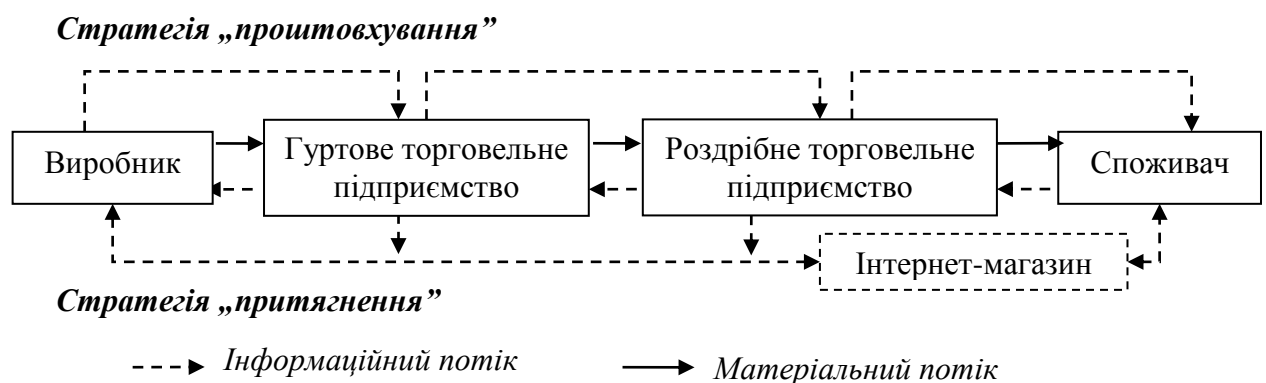 Стратегія „проштовхування”
Виробник
Гуртове торговельне
підприємство
Роздрібне торговельне
підприємство
Споживач
Інтернет-магазин
Стратегія „притягнення”
Інформаційний потік
Матеріальний потік